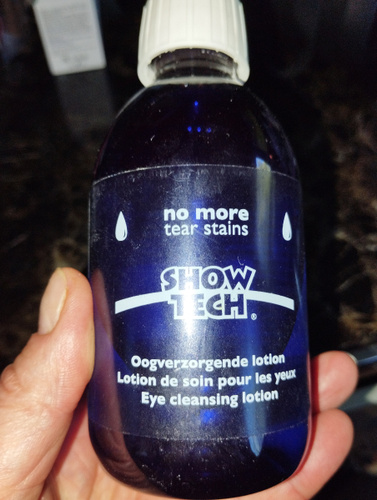 no more
tear stains
SHOW
TECH®
Oogverzorgende lotion
Lotion de soin pour les yeux
Eye cleansing lotion